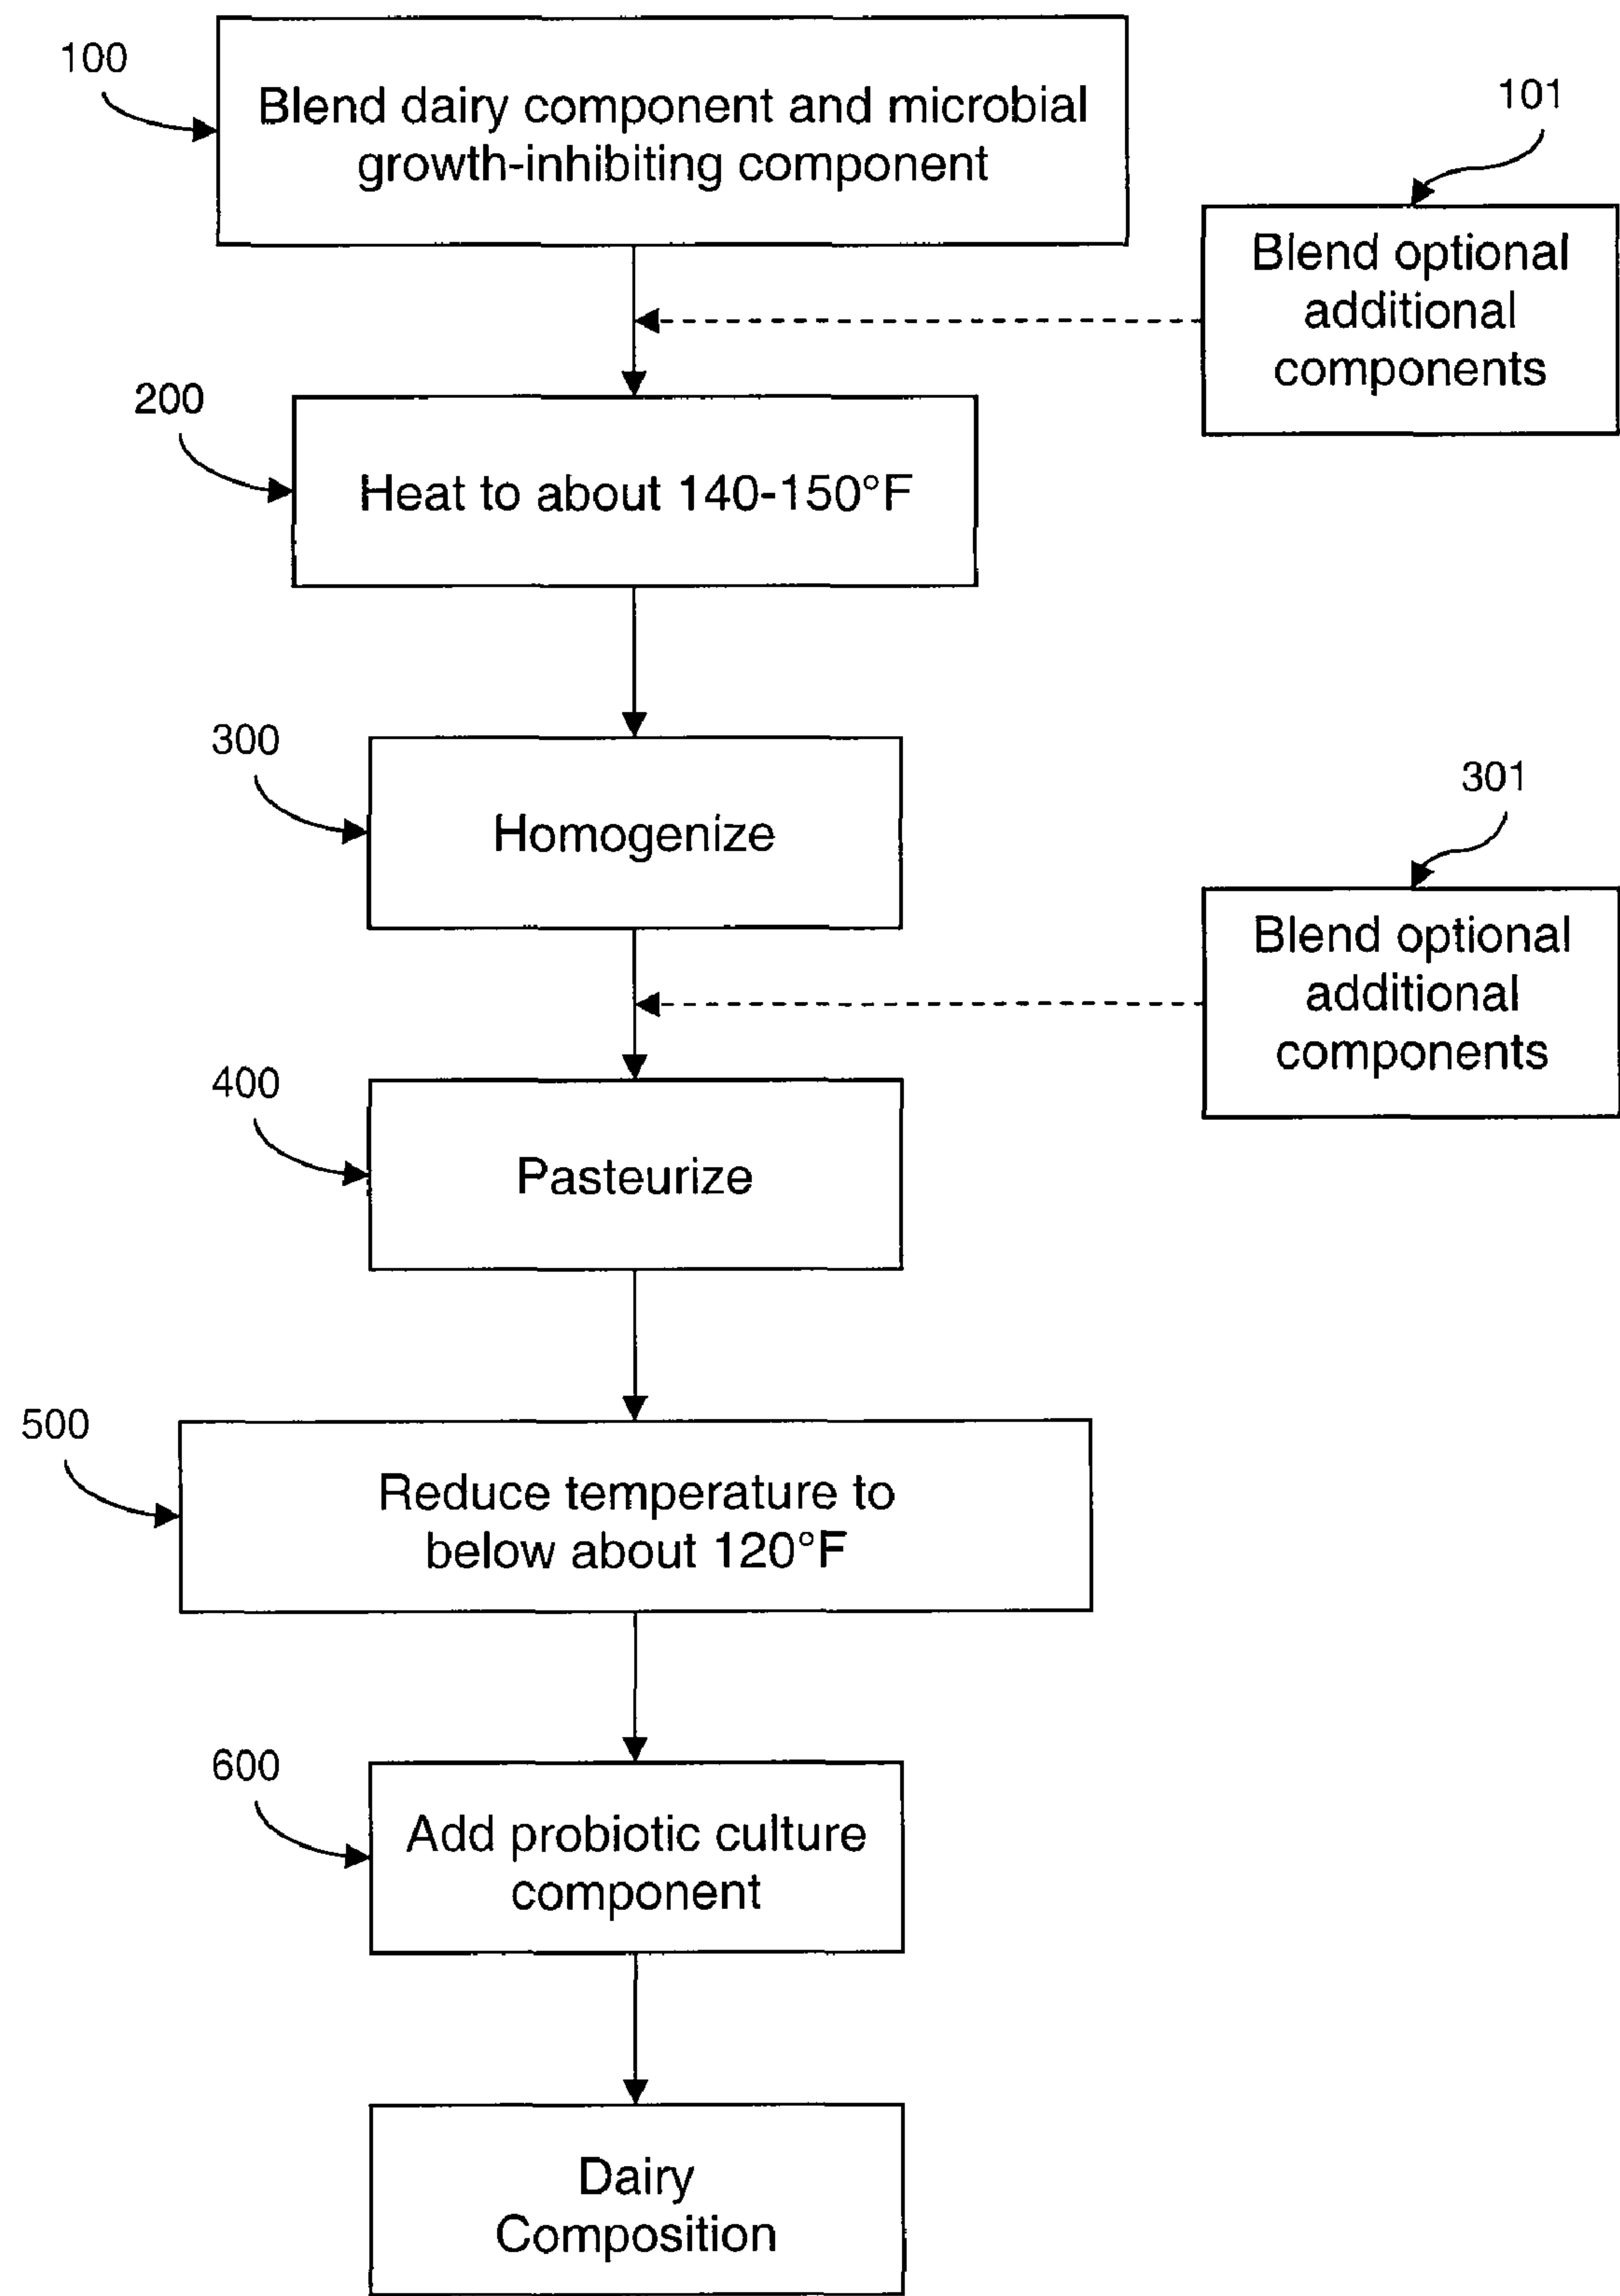 100
Blend dairy component and microbial
growth-inhibiting component
101
Blend optional
additional
components
200
Heat to about 140-150°F
300
Homogenize
301
Blend optional
additional
components
400
Pasteurize
500
Reduce temperature to
below about 120°F
600
Add probiotic culture
component
Dairy
Composition